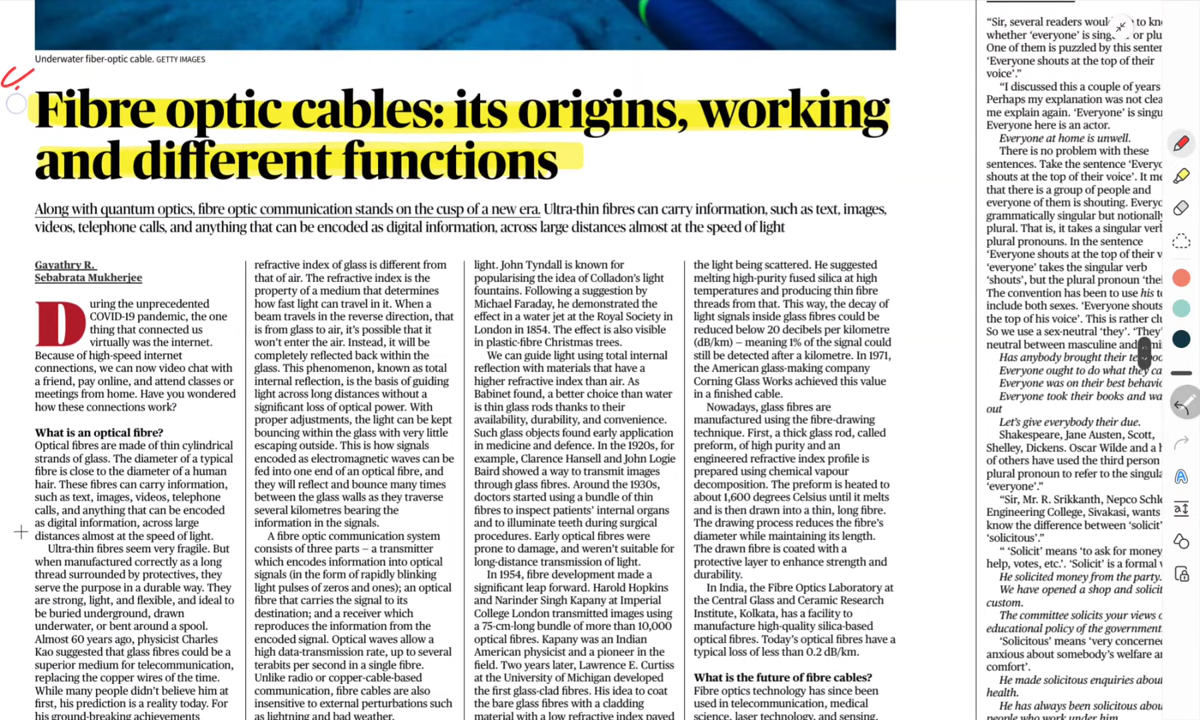 Underwater fiber-optic cable. GETTY IMAGES
Fibre optic cables: its origins, working
and different functions
Along with quantum optics, fibre optic communication stands on the cusp of a new era. Ultra-thin fibres can carry information, such as text, images,
videos, telephone calls, and anything that can be encoded as digital information, across large distances almost at the speed of light
Gayathry R.
Sebabrata Mukherjee
During the unprecedented
COVID-19 pandemic, the one
thing that connected us
virtually was the internet.
Because of high-speed internet
connections, we can now video chat with
a friend, pay online, and attend classes or
meetings from home. Have you wondered
how these connections work?
What is an optical fibre?
Optical fibres are made of thin cylindrical
strands of glass. The diameter of a typical
fibre is close to the diameter of a human
hair. These fibres can carry information,
such as text, images, videos, telephone
calls, and anything that can be encoded
as digital information, across large
distances almost at the speed of light.
Ultra-thin fibres seem very fragile. But
when manufactured correctly as a long
thread surrounded by protectives, they
serve the purpose in a durable way. They
are strong, light, and flexible, and ideal to
be buried underground, drawn
underwater, or bent around a spool.
Almost 60 years ago, physicist Charles
Kao suggested that glass fibres could be a
superior medium for telecommunication,
replacing the copper wires of the time.
While many people didn't believe him at
first, his prediction is a reality today. For
his ground-breaking achievements
refractive index of glass is different from
that of air. The refractive index is the
property of a medium that determines
how fast light can travel in it. When a
beam travels in the reverse direction, that
is from glass to air, it's possible that it
won't enter the air. Instead, it will be
completely reflected back within the
glass. This phenomenon, known as total
internal reflection, is the basis of guiding
light across long distances without a
significant loss of optical power. With
proper adjustments, the light can be kept
bouncing within the glass with very little
escaping outside. This is how signals
encoded as electromagnetic waves can be
fed into one end of an optical fibre, and
they will reflect and bounce many times
between the glass walls as they traverse
several kilometres bearing the
information in the signals.
A fibre optic communication system
consists of three parts – a transmitter
which encodes information into optical
signals (in the form of rapidly blinking
light pulses of zeros and ones); an optical
fibre that carries the signal to its
destination; and a receiver which
reproduces the information from the
encoded signal. Optical waves allow a
high data-transmission rate, up to several
terabits per second in a single fibre.
Unlike radio or copper-cable-based
communication, fibre cables are also
insensitive to external perturbations such
as lightning and bad weather.
light. John Tyndall is known for
popularising the idea of Colladon's light
fountains. Following a suggestion by
Michael Faraday, he demonstrated the
effect in a water jet at the Royal Society in
London in 1854. The effect is also visible
in plastic-fibre Christmas trees.
We can guide light using total internal
reflection with materials that have a
higher refractive index than air. As
Babinet found, a better choice than water
is thin glass rods thanks to their
availability, durability, and convenience.
Such glass objects found early application
in medicine and defence. In the 1920s, for
example, Clarence Hansell and John Logie
Baird showed a way to transmit images
through glass fibres. Around the 1930s,
doctors started using a bundle of thin
fibres to inspect patients' internal organs
and to illuminate teeth during surgical
procedures. Early optical fibres were
prone to damage, and weren't suitable for
long-distance transmission of light.
In 1954, fibre development made a
significant leap forward. Harold Hopkins
and Narinder Singh Kapany at Imperial
College London transmitted images using
a 75-cm-long bundle of more than 10,000
optical fibres. Kapany was an Indian
American physicist and a pioneer in the
field. Two years later, Lawrence E. Curtiss
at the University of Michigan developed
the first glass-clad fibres. His idea to coat
the bare glass fibres with a cladding
material with a low refractive index paved
the light being scattered. He suggested
melting high-purity fused silica at high
temperatures and producing thin fibre
threads from that. This way, the decay of
light signals inside glass fibres could be
reduced below 20 decibels per kilometre
(dB/km) – meaning 1% of the signal could
still be detected after a kilometre. In 1971,
the American glass-making company
Corning Glass Works achieved this value
in a finished cable.
Nowadays, glass fibres are
manufactured using the fibre-drawing
technique. First, a thick glass rod, called
preform, of high purity and an
engineered refractive index profile is
prepared using chemical vapour
decomposition. The preform is heated to
about 1,600 degrees Celsius until it melts
and is then drawn into a thin, long fibre.
The drawing process reduces the fibre's
diameter while maintaining its length.
The drawn fibre is coated with a
protective layer to enhance strength and
durability.
In India, the Fibre Optics Laboratory at
the Central Glass and Ceramic Research
Institute, Kolkata, has a facility to
manufacture high-quality silica-based
optical fibres. Today's optical fibres have a
typical loss of less than 0.2 dB/km.
What is the future of fibre cables?
Fibre optics technology has since been
used in telecommunication, medical
science, laser technology, and sensing.
"Sir, several readers would to kn
whether 'everyone' is sing or plu
One of them is puzzled by this senten
'Everyone shouts at the top of their
voice'."
"I discussed this a couple of years
Perhaps my explanation was not clea
me explain again. 'Everyone' is singu
Everyone here is an actor.
Everyone at home is unwell.
There is no problem with these
sentences. Take the sentence 'Everyo
shouts at the top of their voice'. It me
that there is a group of people and
everyone of them is shouting. Everyo
grammatically singular but notionally
plural. That is, it takes a singular verb
plural pronouns. In the sentence
'Everyone shouts at the top of their v
'everyone' takes the singular verb
'shouts', but the plural pronoun 'thei
The convention has been to use his t
include both sexes. 'Everyone shouts
the top of his voice'. This is rather cl
So we use a sex-neutral 'they'. 'They'
neutral between masculine and
Has anybody brought their
Everyone ought to do what they ca
Everyone was on their best behavio
Everyone took their books and wa
out
Let's give everybody their due.
Shakespeare, Jane Austen, Scott,
Shelley, Dickens. Oscar Wilde and a h
of others have used the third person
plural pronoun to refer to the singula
'everyone'."
"Sir, Mr. R. Srikkanth, Nepco Schle
Engineering College, Sivakasi, wants
know the difference between 'solicit'
'solicitous'."
" 'Solicit' means 'to ask for money,
help, votes, etc.'. 'Solicit' is a formal v
He solicited money from the party.
We have opened a shop and solicit
custom.
The committee solicits your views o
educational policy of the government.
'Solicitous' means 'very concerned
anxious about somebody's welfare an
comfort'.
He made solicitous enquiries about
health.
He has always been solicitous about
people who work under him.